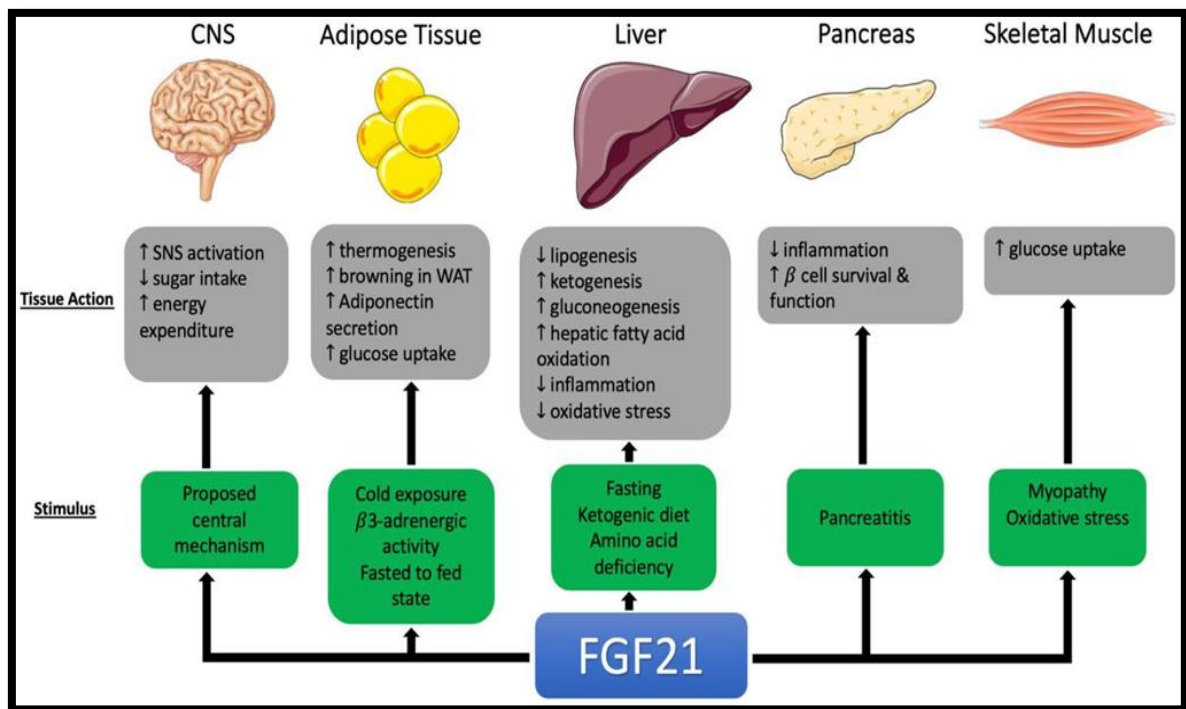 CNS
Adipose Tissue
Liver
Pancreas
Skeletal Muscle
Tissue Action
↑ SNS activation
↓ sugar intake
↑ energy
expenditure
↑ thermogenesis
↑ browning in WAT
↑ Adiponectin
secretion
↑ glucose uptake
↓ lipogenesis
↑ ketogenesis
↑ gluconeogenesis
↑ hepatic fatty acid
oxidation
↓ inflammation
↓ oxidative stress
↓ inflammation
↑ β cell survival &
function
↑ glucose uptake
Stimulus
Proposed
central
mechanism
Cold exposure
β3-adrenergic
activity
Fasted to fed
state
Fasting
Ketogenic diet
Amino acid
deficiency
Pancreatitis
Myopathy
Oxidative stress
FGF21